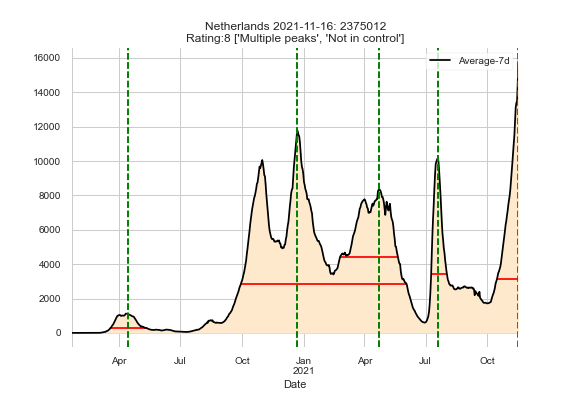 Netherlands 2021-11-16: 2375012
Rating:8 ['Multiple peaks', 'Not in control']
Average-7d
16000
14000
12000
10000
8000
6000
4000
2000
0
Apr Jul Oct Jan Apr Jul Oct
2021
Date